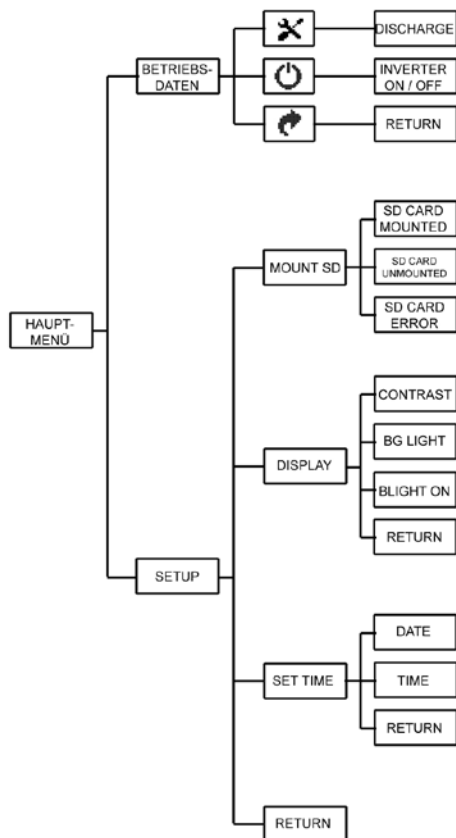 DISCHARGE
BETRIEBS-
DATEN
INVERTER
ON / OFF
RETURN
SD CARD
MOUNTED
MOUNT SD
SD CARD
UNMOUNTED
SD CARD
ERROR
HAUPT-
MENÜ
CONTRAST
BG LIGHT
DISPLAY
BLIGHT ON
RETURN
SETUP
DATE
SET TIME
TIME
RETURN
RETURN